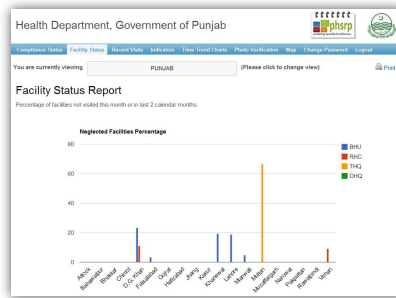 Health Department, Government of Punjab
phsrp
Compliance Status Facility Status Recent Visits Indicators Time Trend Charts Photo Verification Map Change Password Logout
You are currently viewing PUNJAB (Please click to change view) Print
Facility Status Report
Percentage of facilities not visited this month or in last 2 calendar months.
Neglected Facilities Percentage
80
60
40
20
0
BHU
RHC
THQ
DHQ
Attock
Bahawalpur
Bhakkar
Chiniot
D.G. Khan
Faisalabad
Gujrat
Hafizabad
Jhang
Kasur
Khanewal
Lahore
Mianwali
Multan
Muzaffargarh
Narowal
Pakpattan
Rawalpindi
Vehari